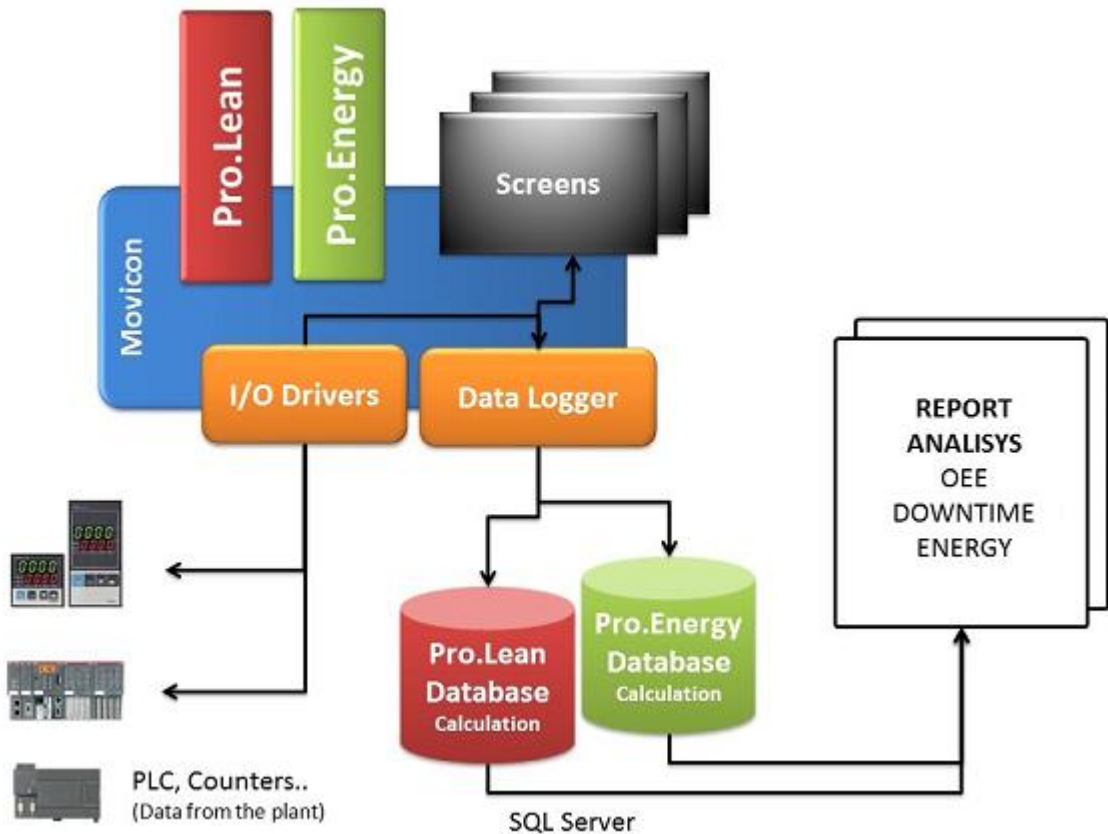 Pro.Lean
Pro.Energy
Screens
Movicon
I/O Drivers
Data Logger
REPORT
ANALISYS
OEE
DOWNTIME
ENERGY
Pro.Lean
Database
Calculation
Pro.Energy
Database
Calculation
PLC, Counters..
(Data from the plant)
SQL Server